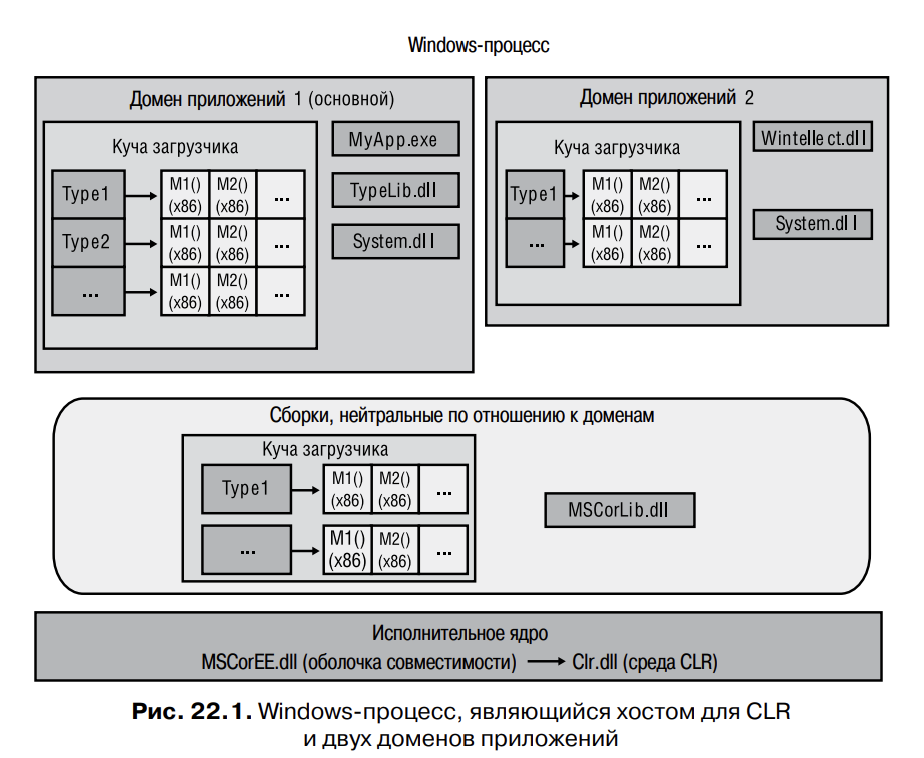 Windows-процесс
Домен приложений 1 (основной)
Куча загрузчика
Type1
M1() (x86)
M2() (x86)
...
Type2
M1() (x86)
M2() (x86)
...
...
M1() (x86)
M2() (x86)
...
MyApp.exe
TypeLib.dll
System.dll
Домен приложений 2
Куча загрузчика
Type1
M1() (x86)
M2() (x86)
...
...
M1() (x86)
M2() (x86)
...
Wintellect.dll
System.dll
Сборки, нейтральные по отношению к доменам
Куча загрузчика
Type1
M1() (x86)
M2() (x86)
...
...
M1() (x86)
M2() (x86)
...
MSCorLib.dll
Исполнительное ядро
MSCorEE.dll (оболочка совместимости) → Clr.dll (среда CLR)
Рис. 22.1. Windows-процесс, являющийся хостом для CLR
и двух доменов приложений